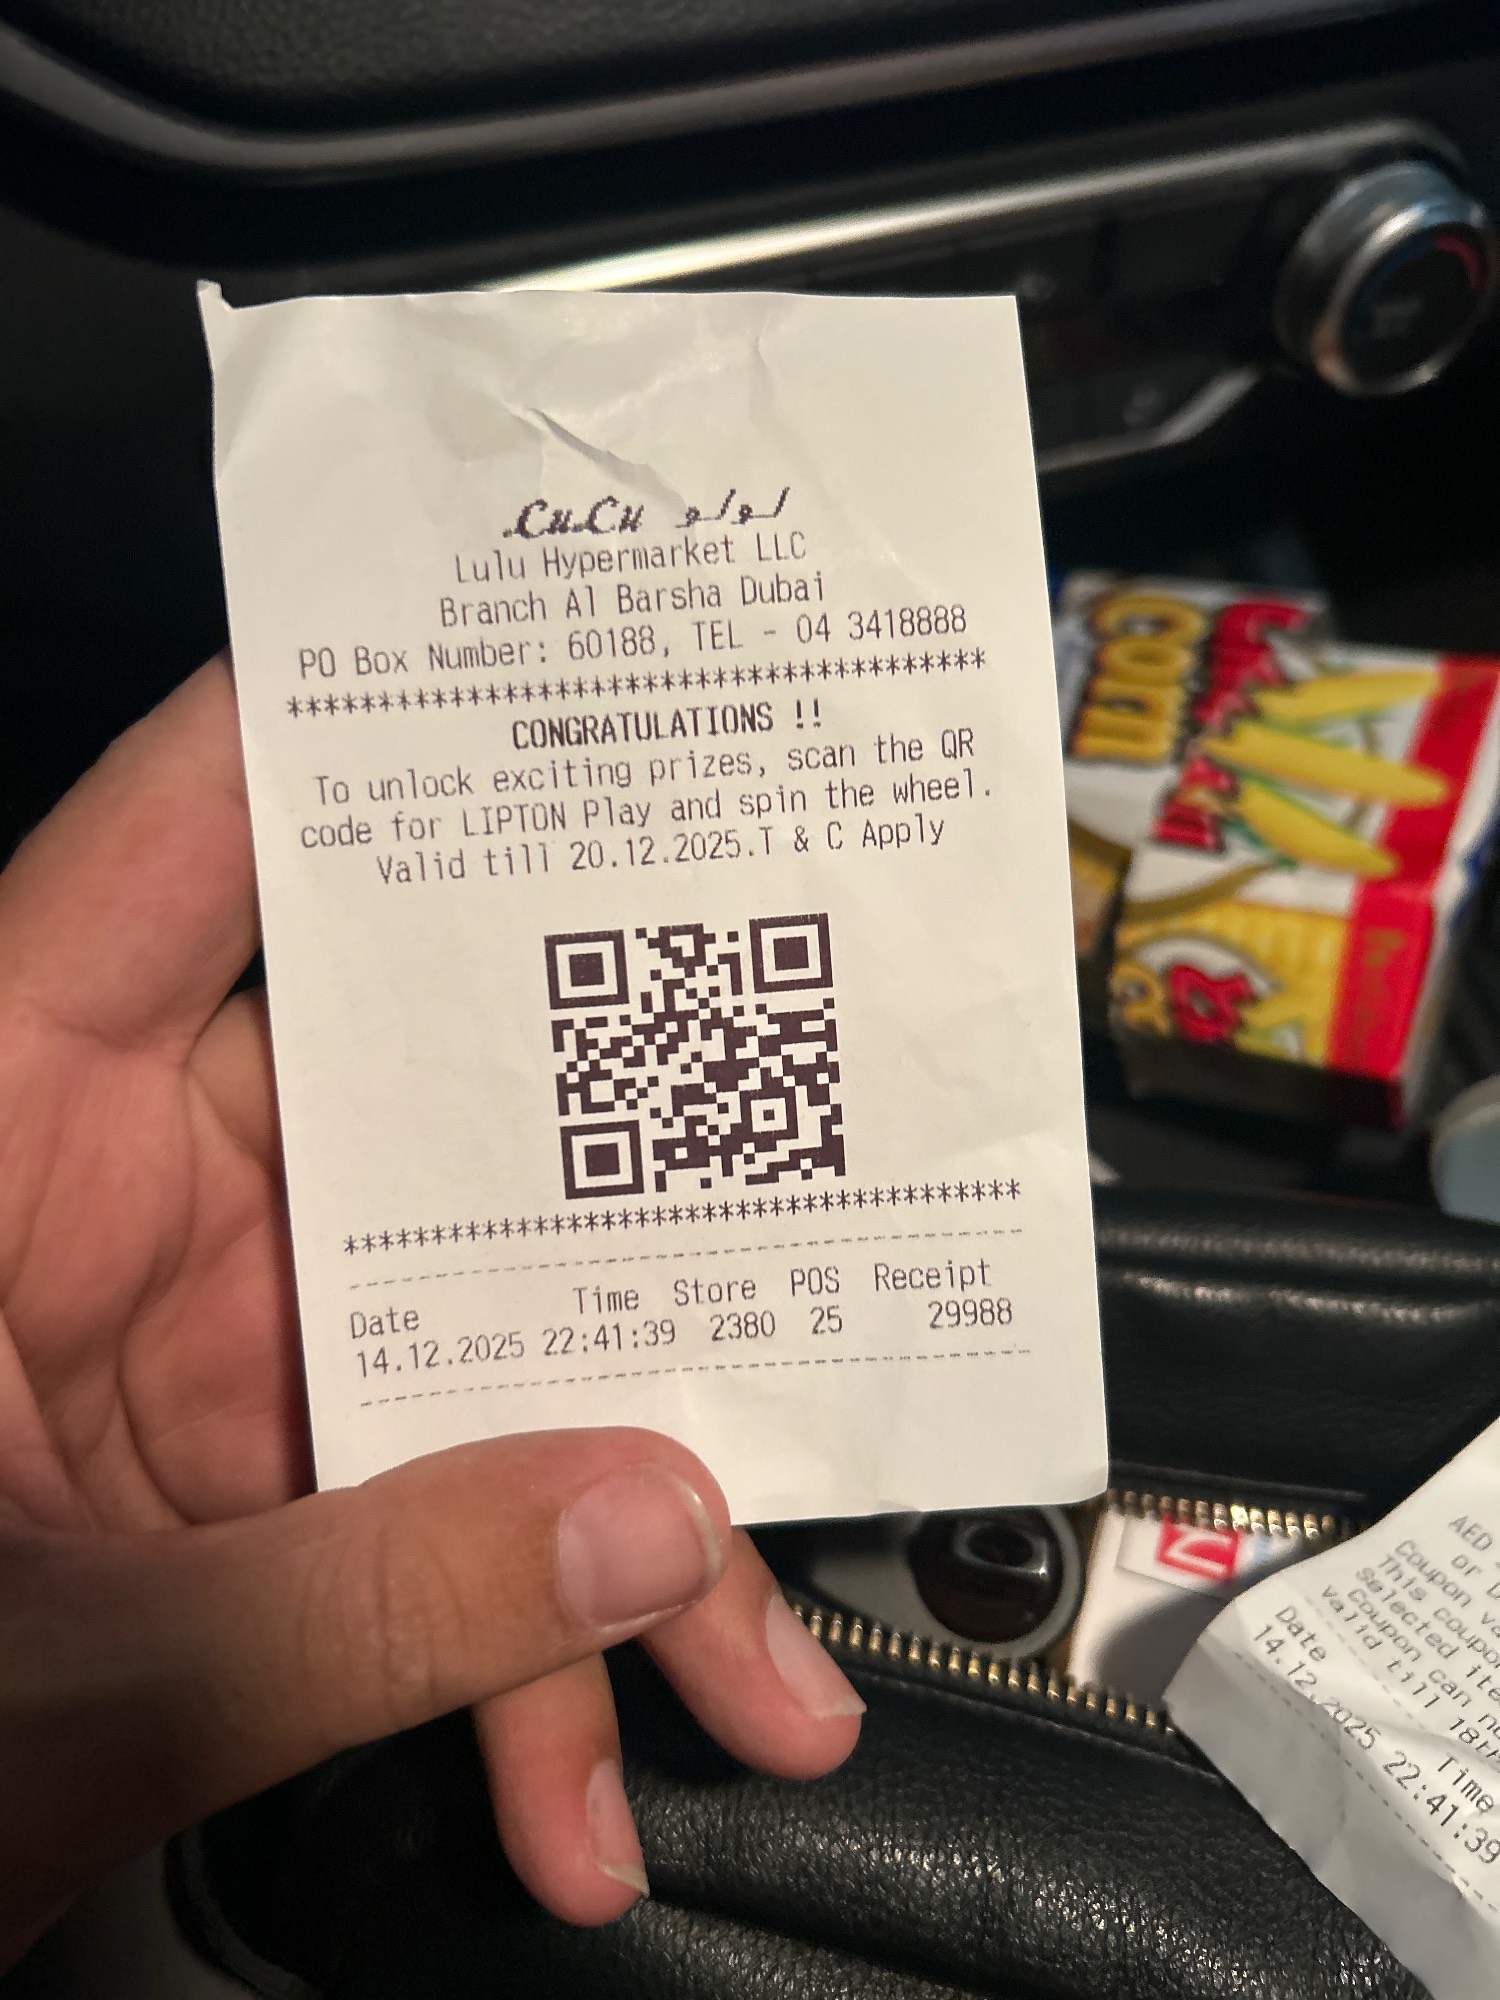 LuLu لولو
Lulu Hypermarket LLC
Branch Al Barsha Dubai
PO Box Number: 60188, TEL - 04 3418888
****************************************
CONGRATULATIONS !!
To unlock exciting prizes, scan the QR
code for LIPTON Play and spin the wheel.
Valid till 20.12.2025.T & C Apply
****************************************
Date Time Store POS Receipt
14.12.2025 22:41:39 2380 25 29988
Corn
AED
or
Coupon
This coupon
Selected
Coupon can
valid till 18th
Date Time
14.12.2025 22:41:39